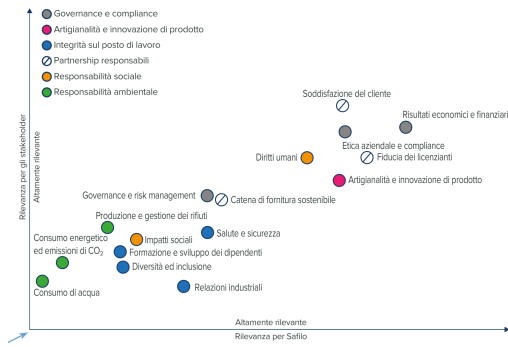 Governance e compliance
Artigianalità e innovazione di prodotto
Integrità sul posto di lavoro
Partnership responsabili
Responsabilità sociale
Responsabilità ambientale
Rilevanza per gli stakeholder
Altamente rilevante
Soddisfazione del cliente
Risultati economici e finanziari
Etica aziendale e compliance
Diritti umani
Fiducia dei licenzianti
Artigianalità e innovazione di prodotto
Governance e risk management
Catena di fornitura sostenibile
Produzione e gestione dei rifiuti
Salute e sicurezza
Consumo energetico
ed emissioni di CO₂
Impatti sociali
Formazione e sviluppo dei dipendenti
Diversità ed inclusione
Consumo di acqua
Relazioni industriali
Altamente rilevante
Rilevanza per Safilo